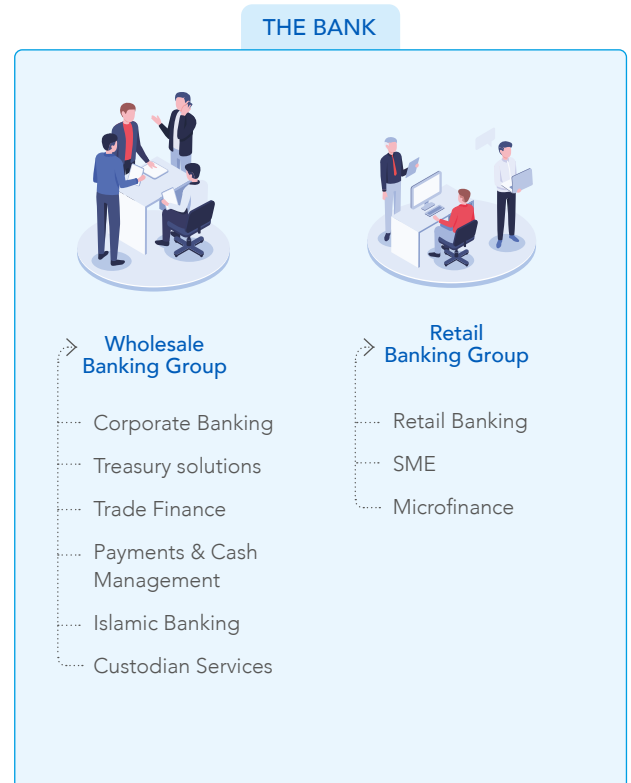 THE BANK
Wholesale
Banking Group
Corporate Banking
Treasury solutions
Trade Finance
Payments & Cash
Management
Islamic Banking
Custodian Services
Retail
Banking Group
Retail Banking
SME
Microfinance